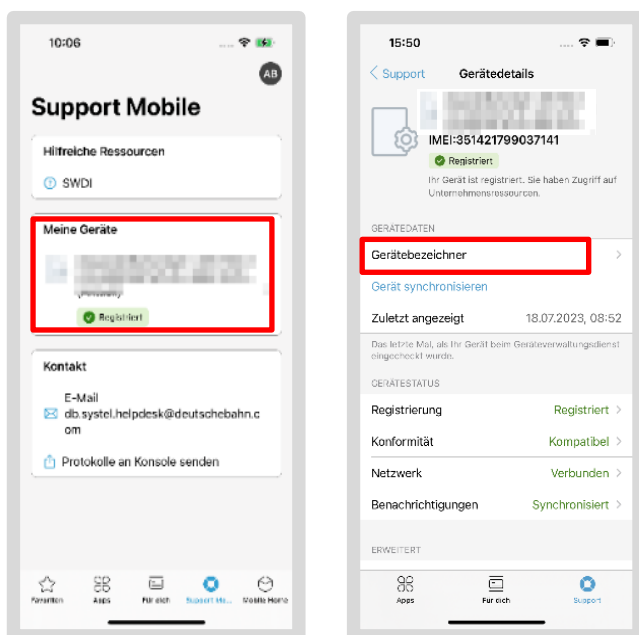 10:06
AB
Support Mobile
Hilfreiche Ressourcen
SWDI
Meine Geräte
Registriert
Kontakt
E-Mail
db.systel.helpdesk@deutschebahn.c
om
Protokolle an Konsole senden
Favoriten Apps Für dich Support Mo... Mobile Home
15:50
Support Gerätedetails
IMEI:351421799037141
Registriert
Ihr Gerät ist registriert. Sie haben Zugriff auf
Unternehmensressourcen.
GERÄTEDATEN
Gerätebezeichner
Gerät synchronisieren
Zuletzt angezeigt 18.07.2023, 08:52
Das letzte Mal, als Ihr Gerät beim Geräteverwaltungsdienst
eingecheckt wurde.
GERÄTESTATUS
Registrierung Registriert
Konformität Kompatibel
Netzwerk Verbunden
Benachrichtigungen Synchronisiert
ERWEITERT
Apps Für dich Support